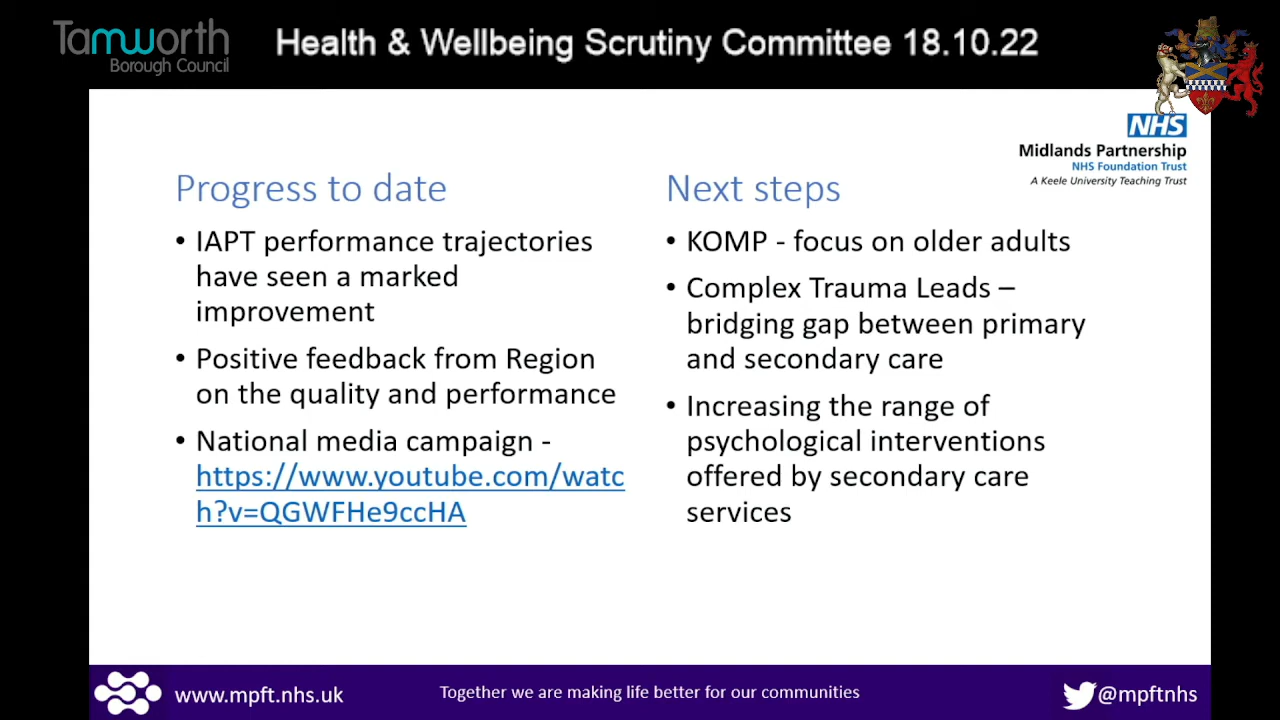 Tamworth
Borough Council
Health & Wellbeing Scrutiny Committee 18.10.22
NHS
Midlands Partnership
NHS Foundation Trust
A Keele University Teaching Trust
Progress to date
• IAPT performance trajectories
have seen a marked
improvement
• Positive feedback from Region
on the quality and performance
• National media campaign -
https://www.youtube.com/watc
h?v=QGWFHe9ccHA
Next steps
• KOMP - focus on older adults
• Complex Trauma Leads –
bridging gap between primary
and secondary care
• Increasing the range of
psychological interventions
offered by secondary care
services
www.mpft.nhs.uk
Together we are making life better for our communities
@mpftnhs